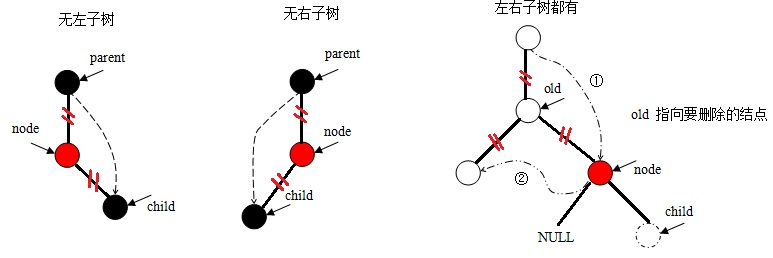 无左子树
parent
node
child
无右子树
parent
node
child
左右子树都有
①
old
old 指向要删除的结点
node
②
child
NULL